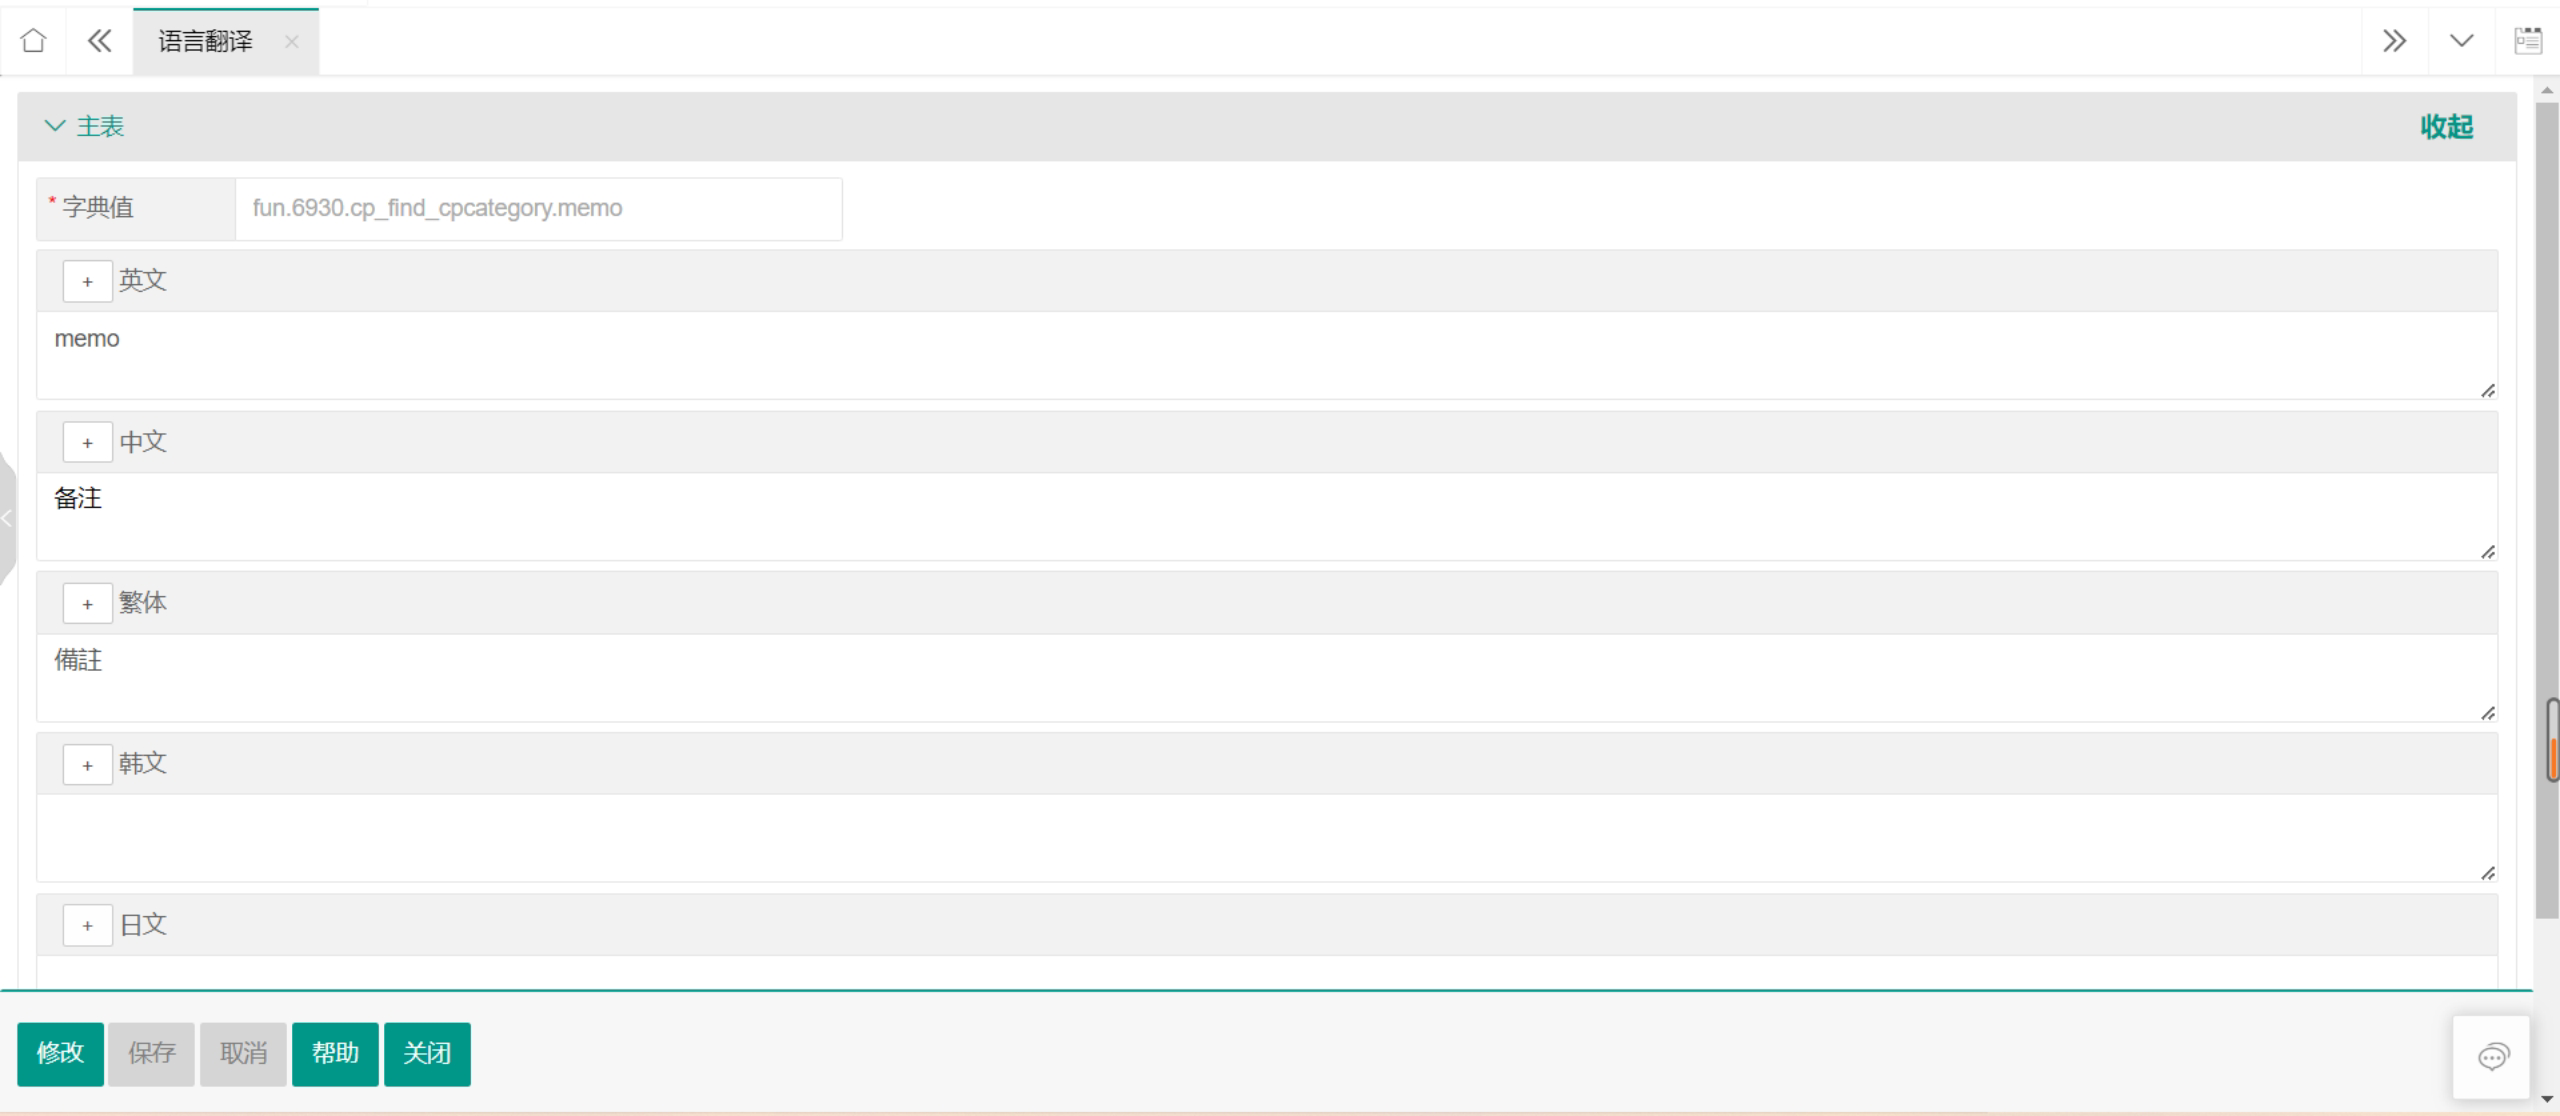 语言翻译
主表 收起
* 字典值 fun.6930.cp_find_cpcategory.memo
+ 英文
memo
+ 中文
备注
+ 繁体
備註
+ 韩文
+ 日文
修改 保存 取消 帮助 关闭